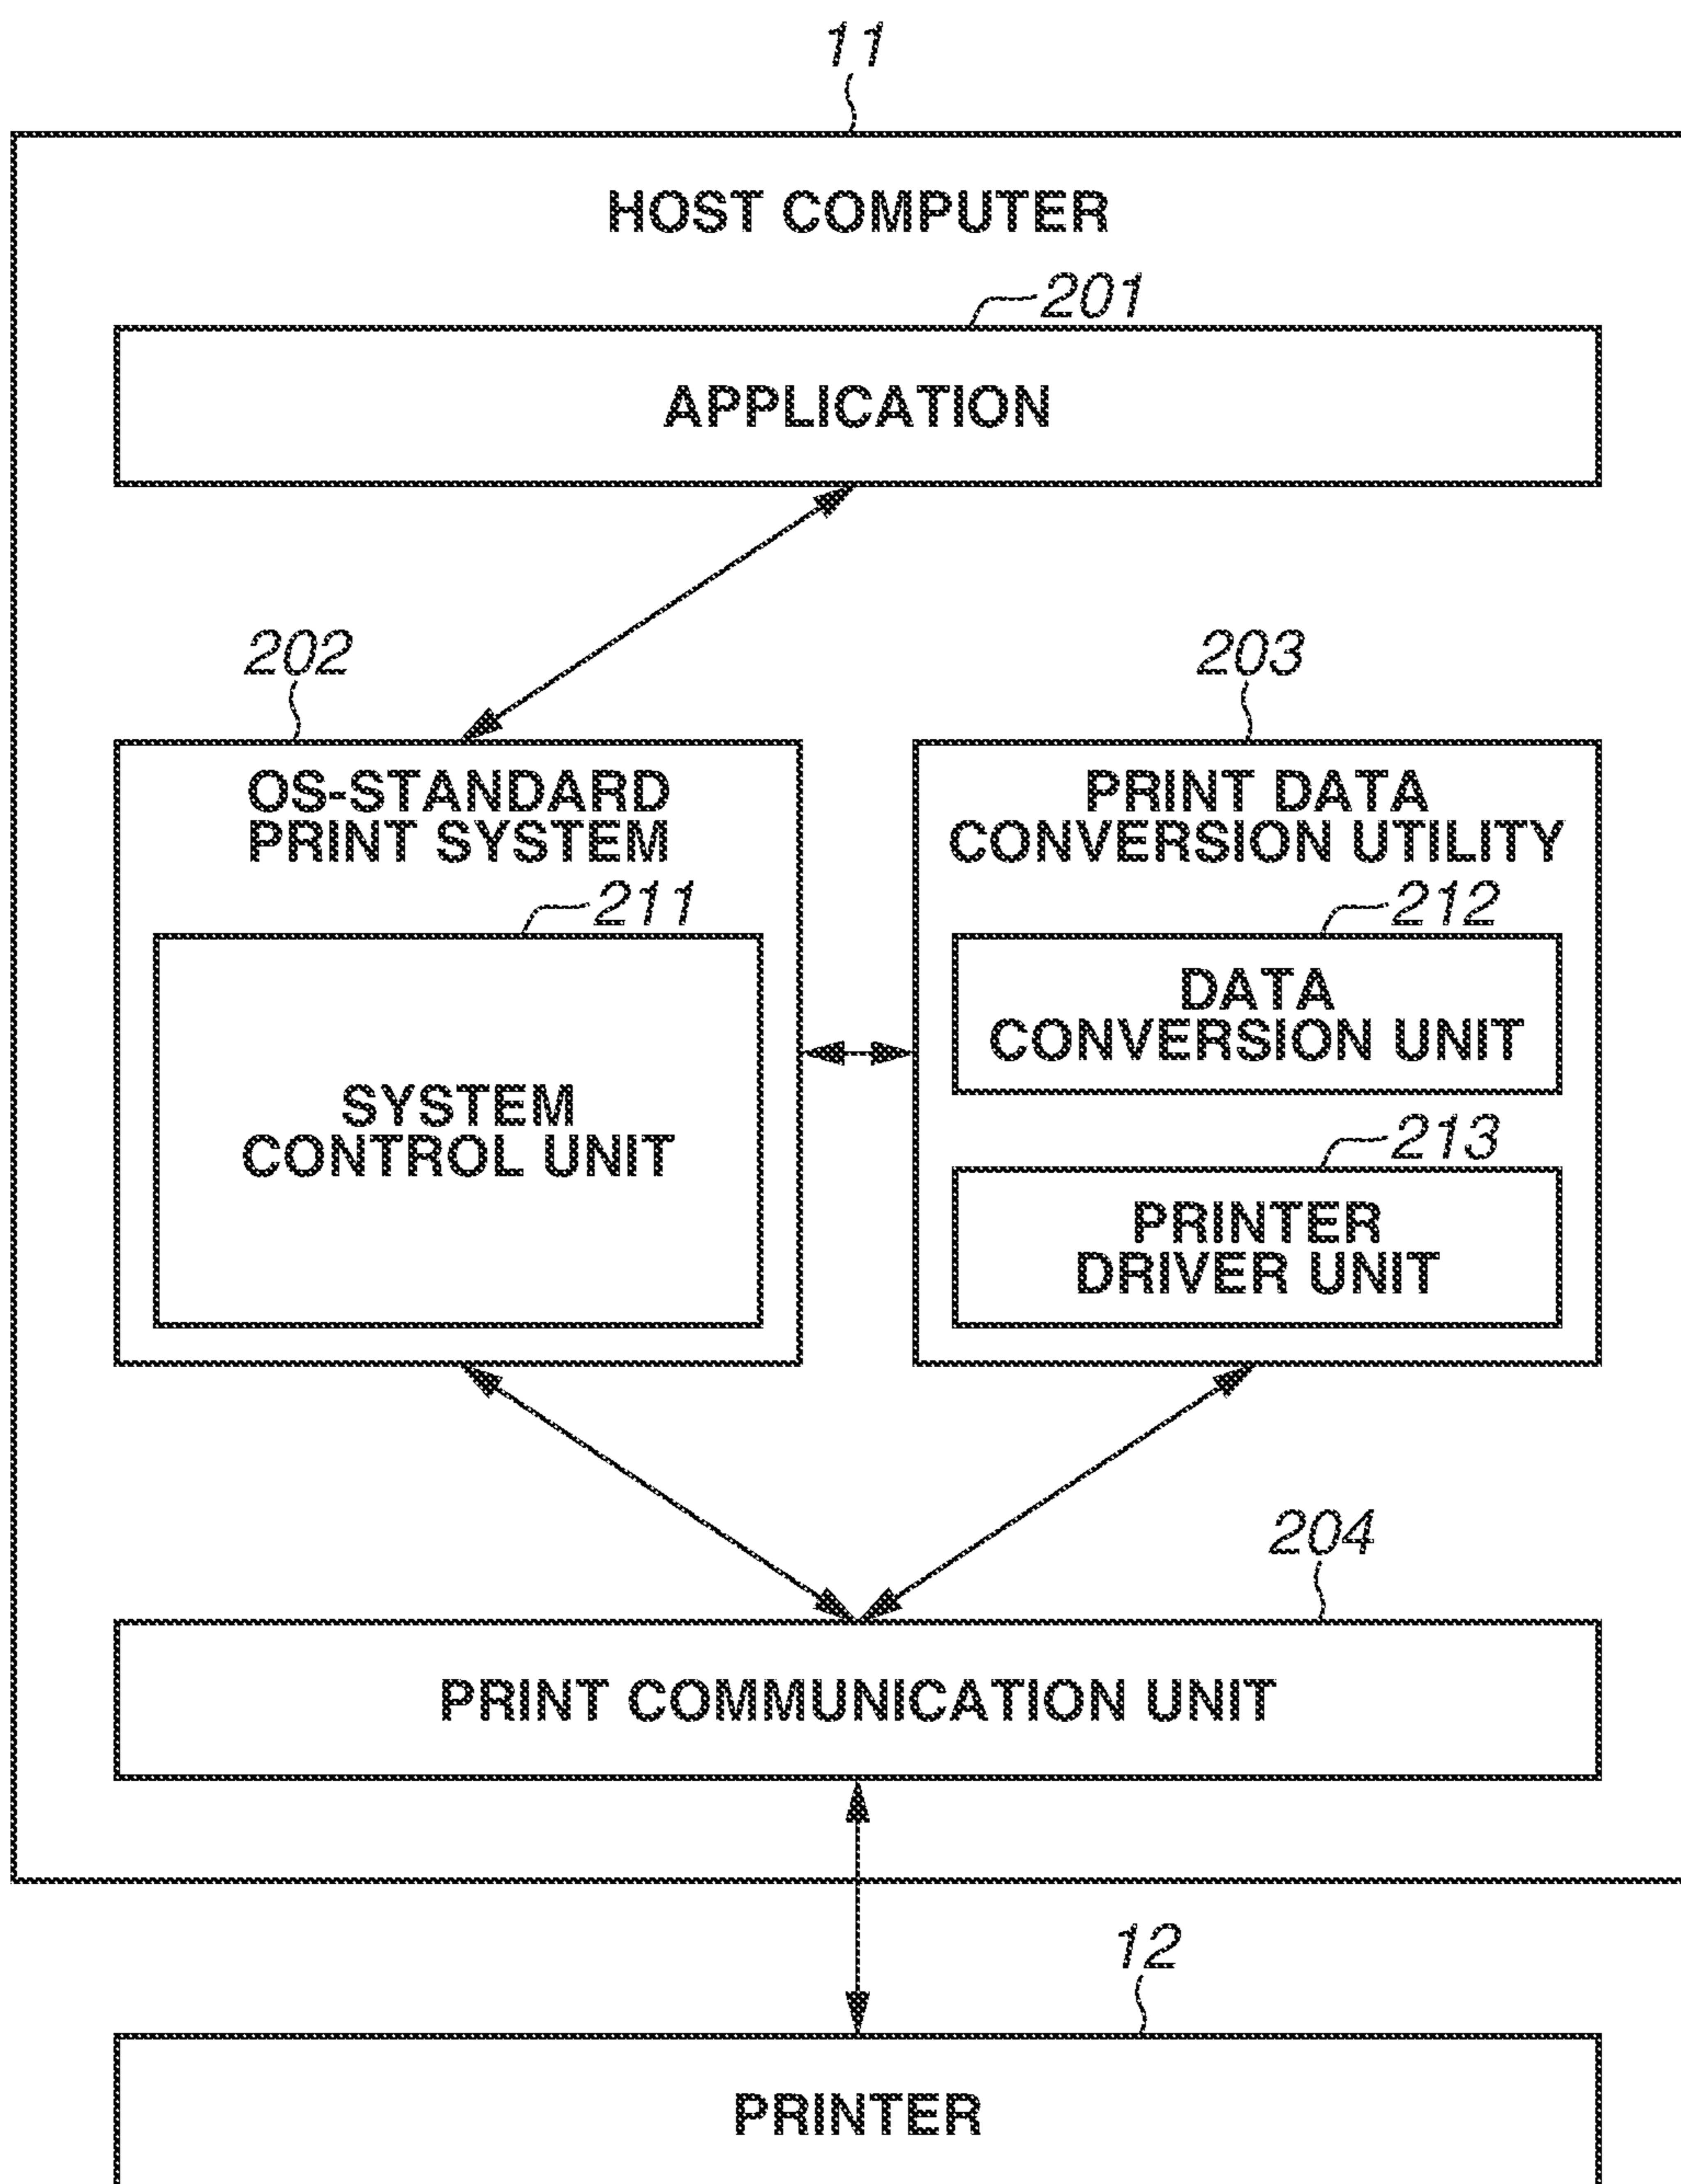 11
HOST COMPUTER
201
APPLICATION
202
203
OS-STANDARD
PRINT SYSTEM
PRINT DATA
CONVERSION UTILITY
211
212
SYSTEM
CONTROL UNIT
DATA
CONVERSION UNIT
213
PRINTER
DRIVER UNIT
204
PRINT COMMUNICATION UNIT
12
PRINTER